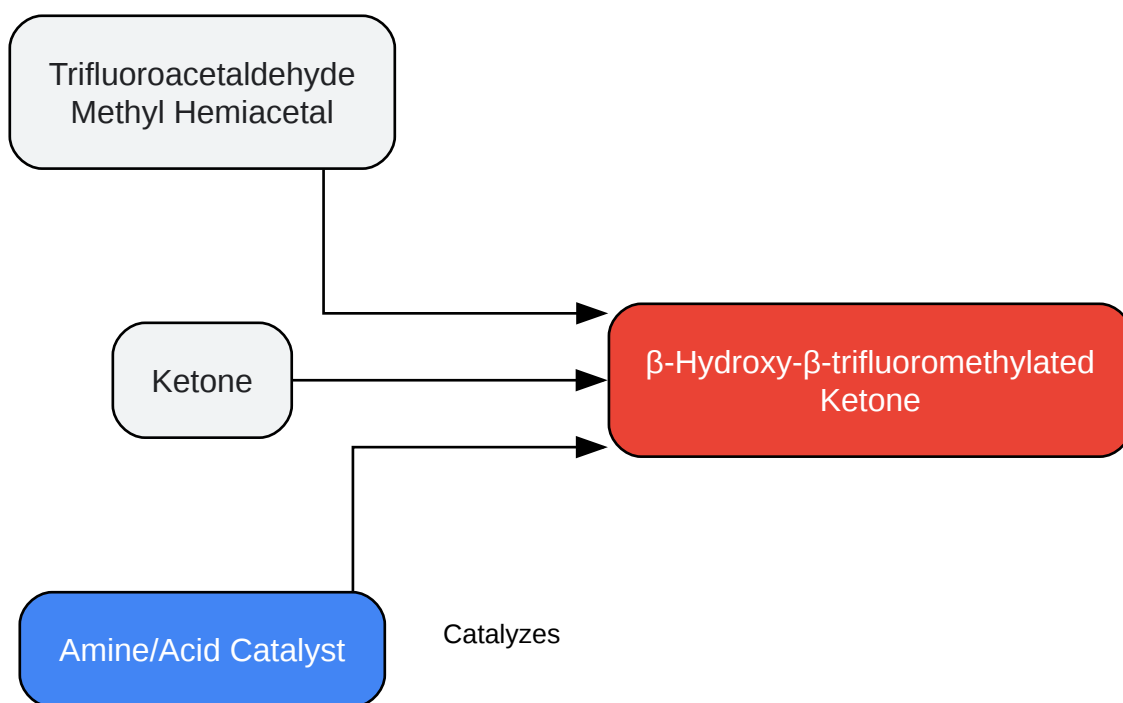 Trifluoroacetaldehyde
Methyl Hemiacetal
Ketone
β-Hydroxy-β-trifluoromethylated
Ketone
Amine/Acid Catalyst
Catalyzes